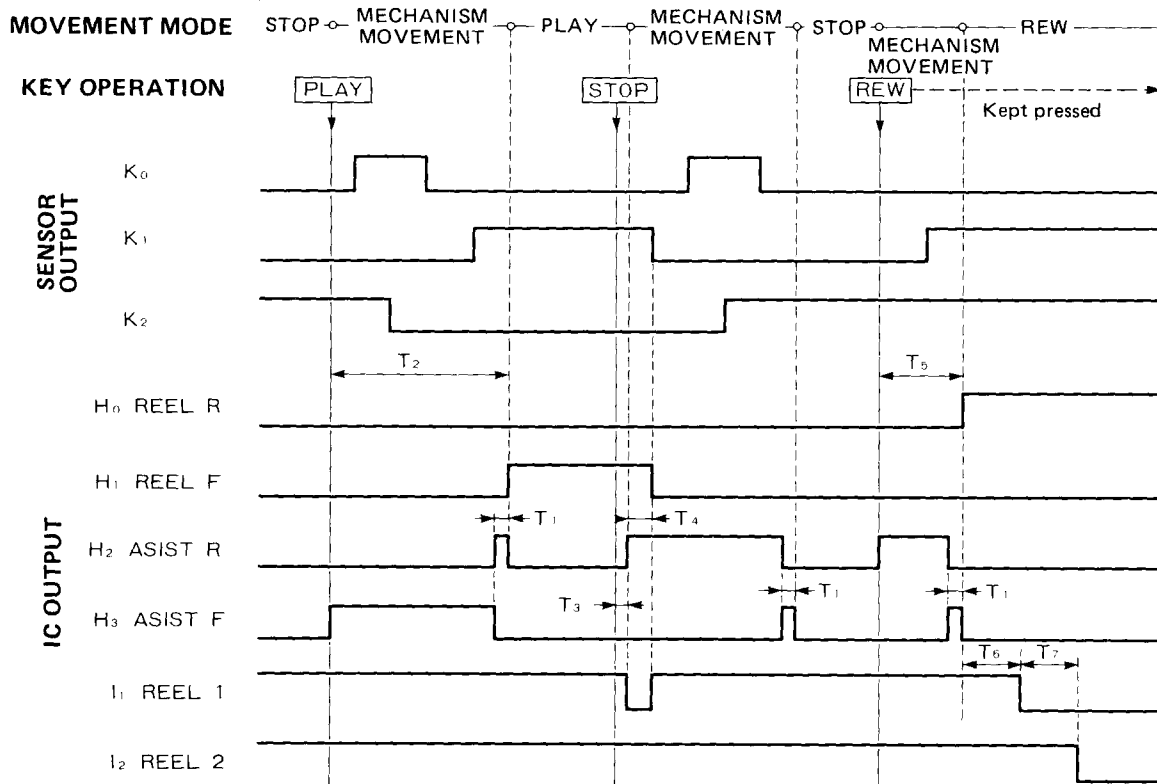 MOVEMENT MODE STOP MECHANISM MOVEMENT PLAY MECHANISM MOVEMENT STOP MECHANISM MOVEMENT REW
KEY OPERATION PLAY STOP REW Kept pressed
SENSOR OUTPUT
K0
K1
K2
T2 T5
IC OUTPUT
H0 REEL R
H1 REEL F
T1 T4
H2 ASIST R
T3 T1 T1
H3 ASIST F
T6 T7
I1 REEL 1
I2 REEL 2